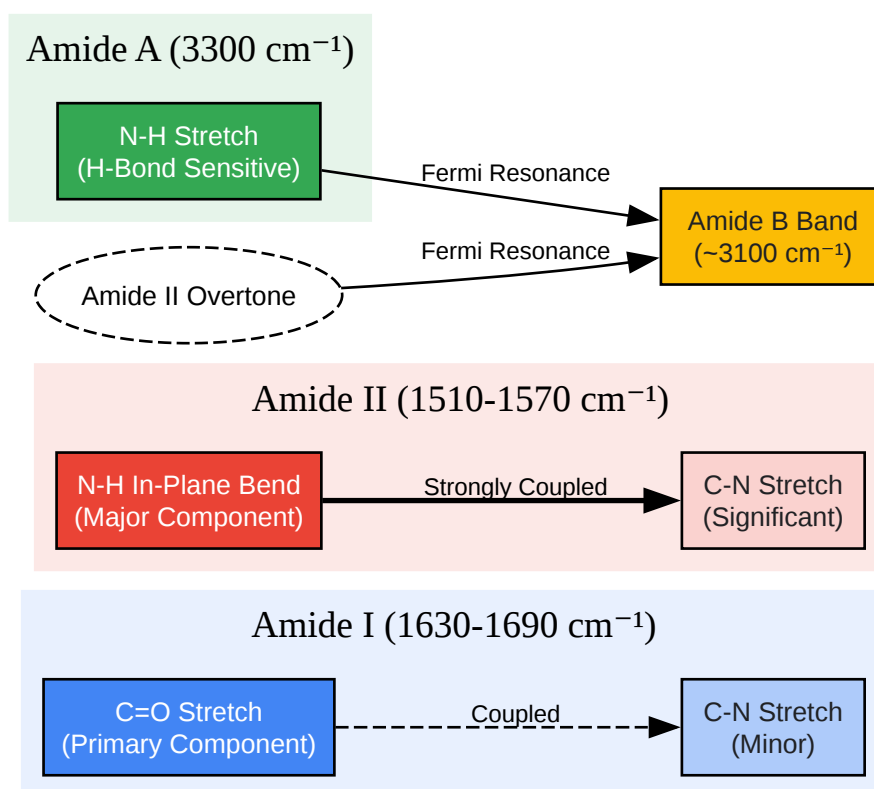 Amide A (3300 cm⁻¹)
N-H Stretch
(H-Bond Sensitive)
Fermi Resonance
Amide B Band
(~3100 cm⁻¹)
Fermi Resonance
Amide II Overtone
Amide II (1510-1570 cm⁻¹)
N-H In-Plane Bend
(Major Component)
Strongly Coupled
C-N Stretch
(Significant)
Amide I (1630-1690 cm⁻¹)
C=O Stretch
(Primary Component)
Coupled
C-N Stretch
(Minor)